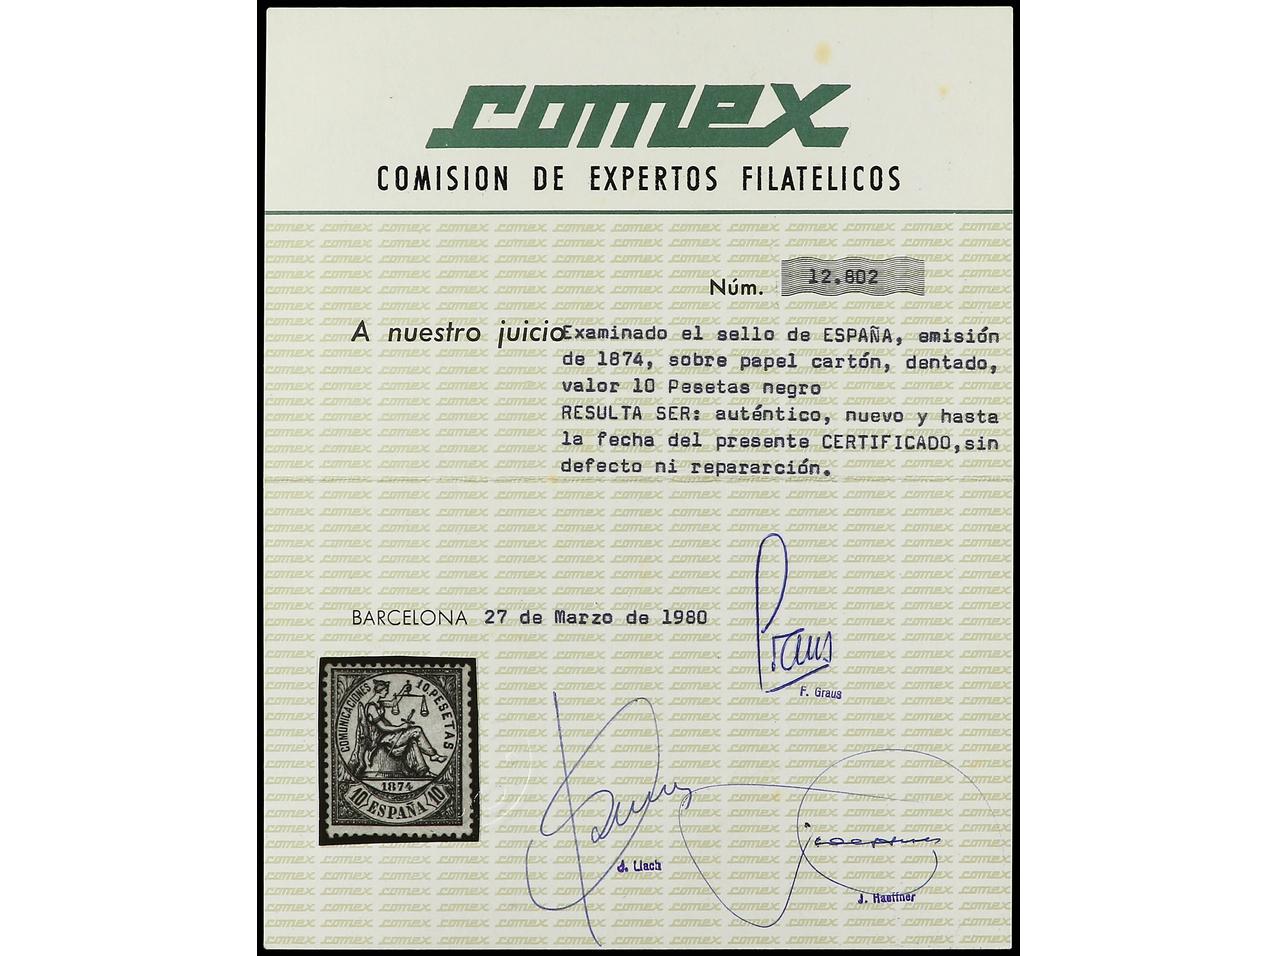 comex
COMISION DE EXPERTOS FILATELICOS
Núm. 12.802
A nuestro juicio Examinado el sello de ESPAÑA, emisión
de 1874, sobre papel cartón, dentado,
valor 10 Pesetas negro
RESULTA SER: auténtico, nuevo y hasta
la fecha del presente CERTIFICADO,sin
defecto ni repararción.
BARCELONA 27 de Marzo de 1980
F. Graus
COMUNICACIONES 10.PESETAS
1874
10 ESPAÑA 10
J. Llach
J. Haeffner